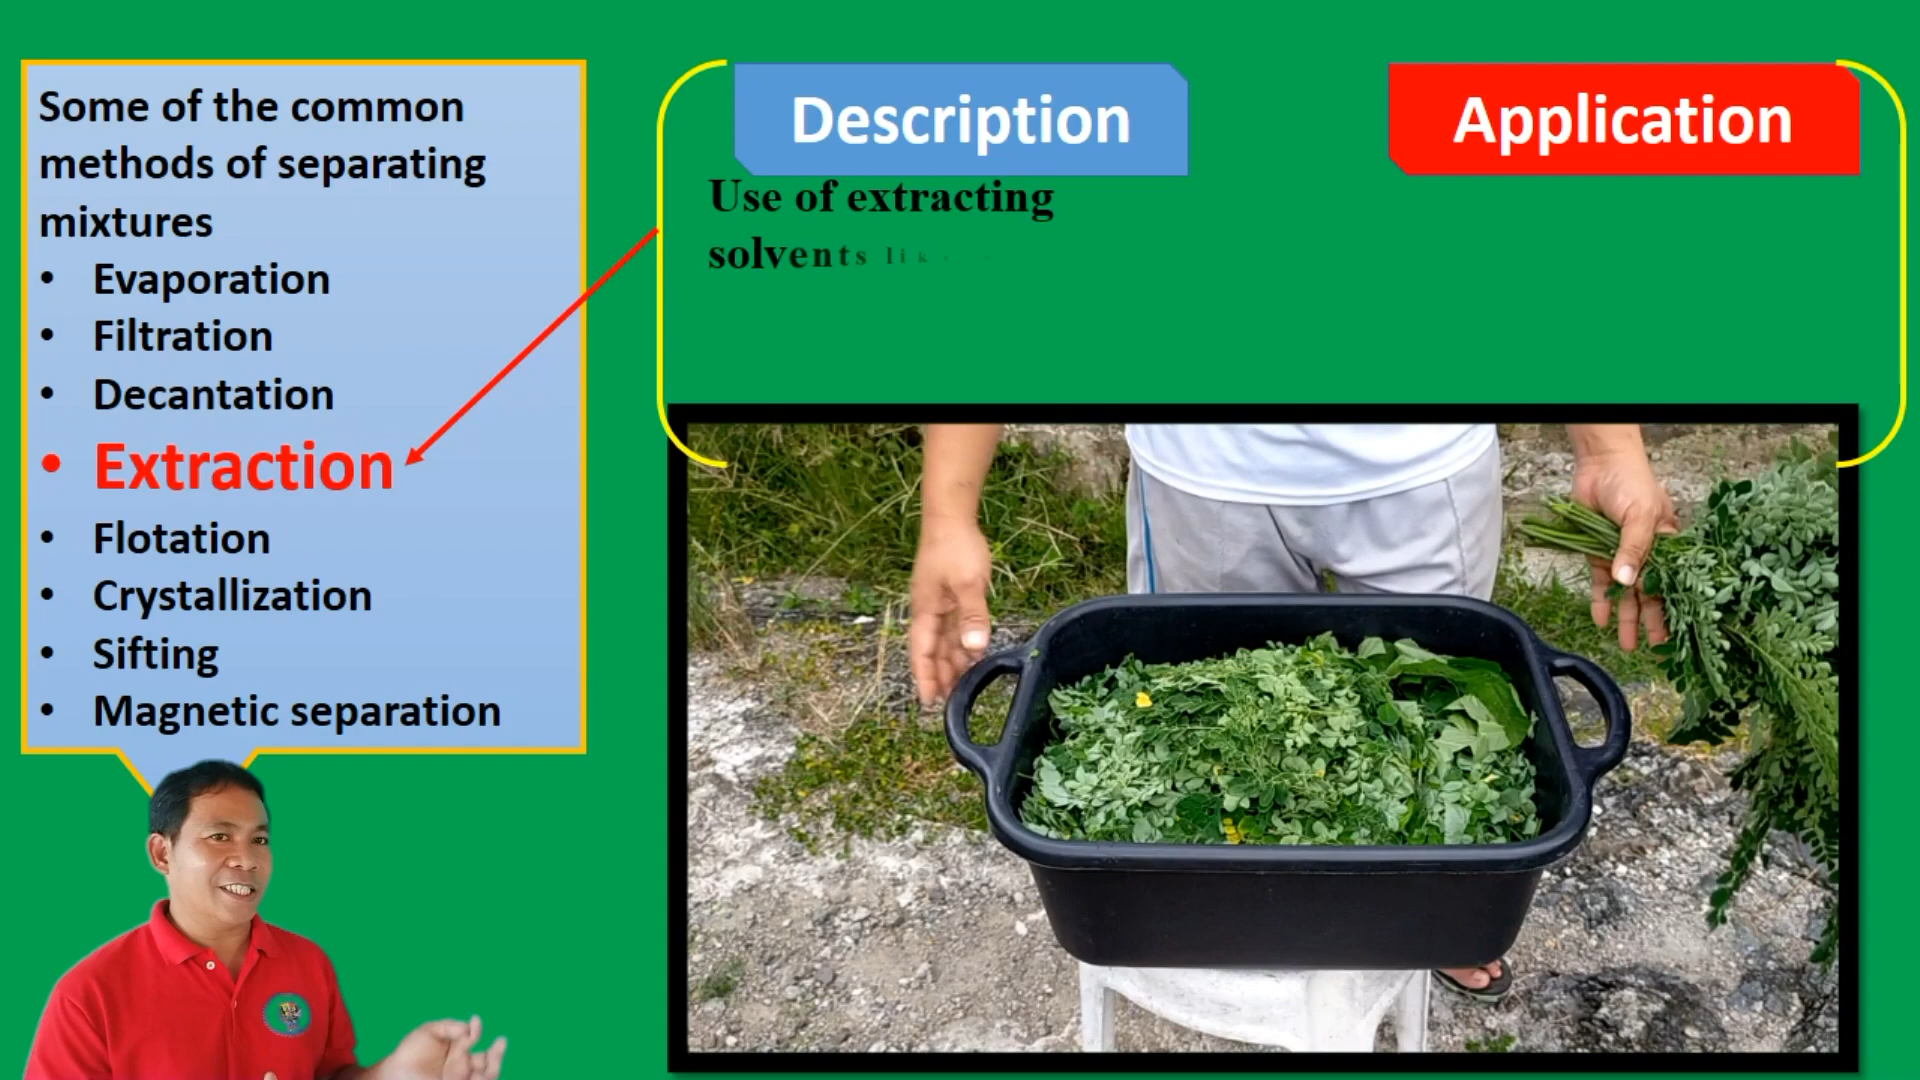 Some of the common
methods of separating
mixtures
• Evaporation
• Filtration
• Decantation
• Extraction
• Flotation
• Crystallization
• Sifting
• Magnetic separation
Description
Application
Use of extracting
solvents